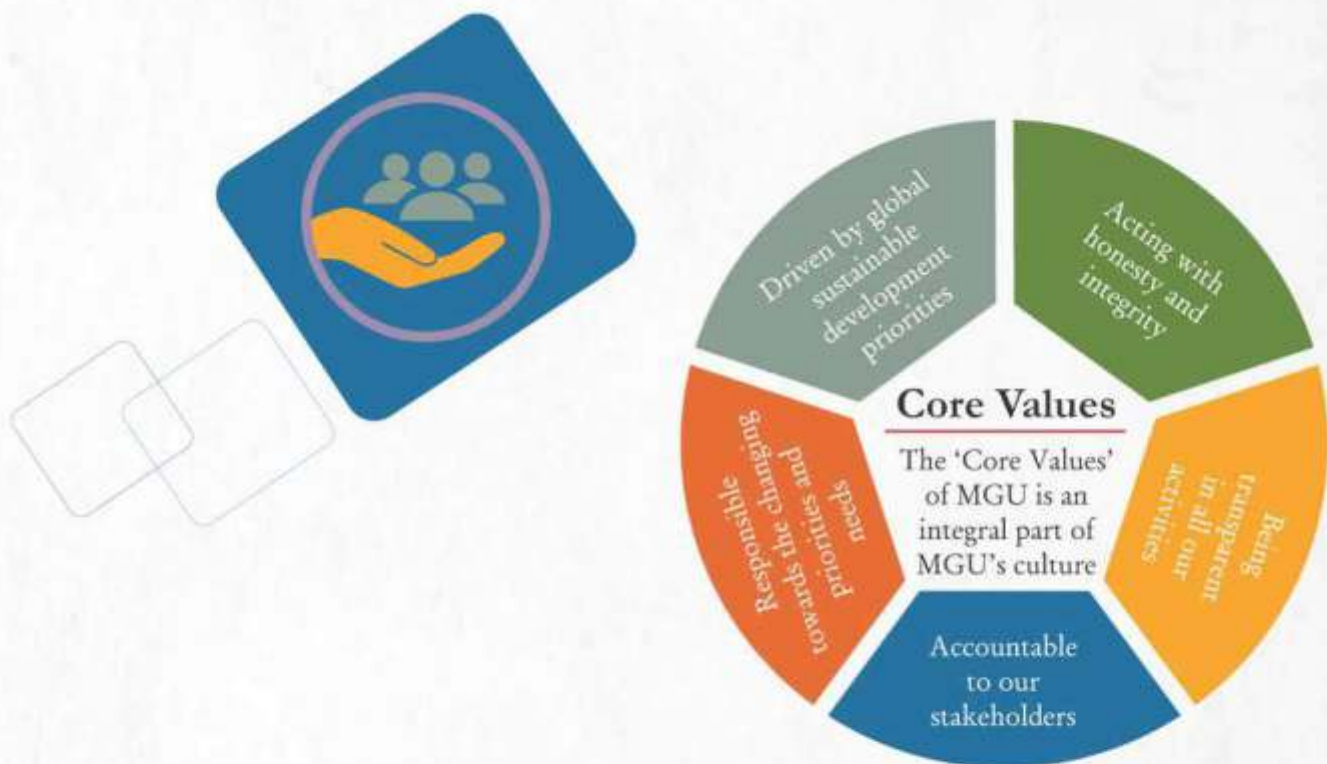 Driven by global
sustainable
development
priorities
Acting with
honesty and
integrity
Being
transparent
in all our
activities
Accountable
to our
stakeholders
Responsible
towards the changing
priorities and
needs
Core Values
The ‘Core Values’
of MGU is an
integral part of
MGU’s culture